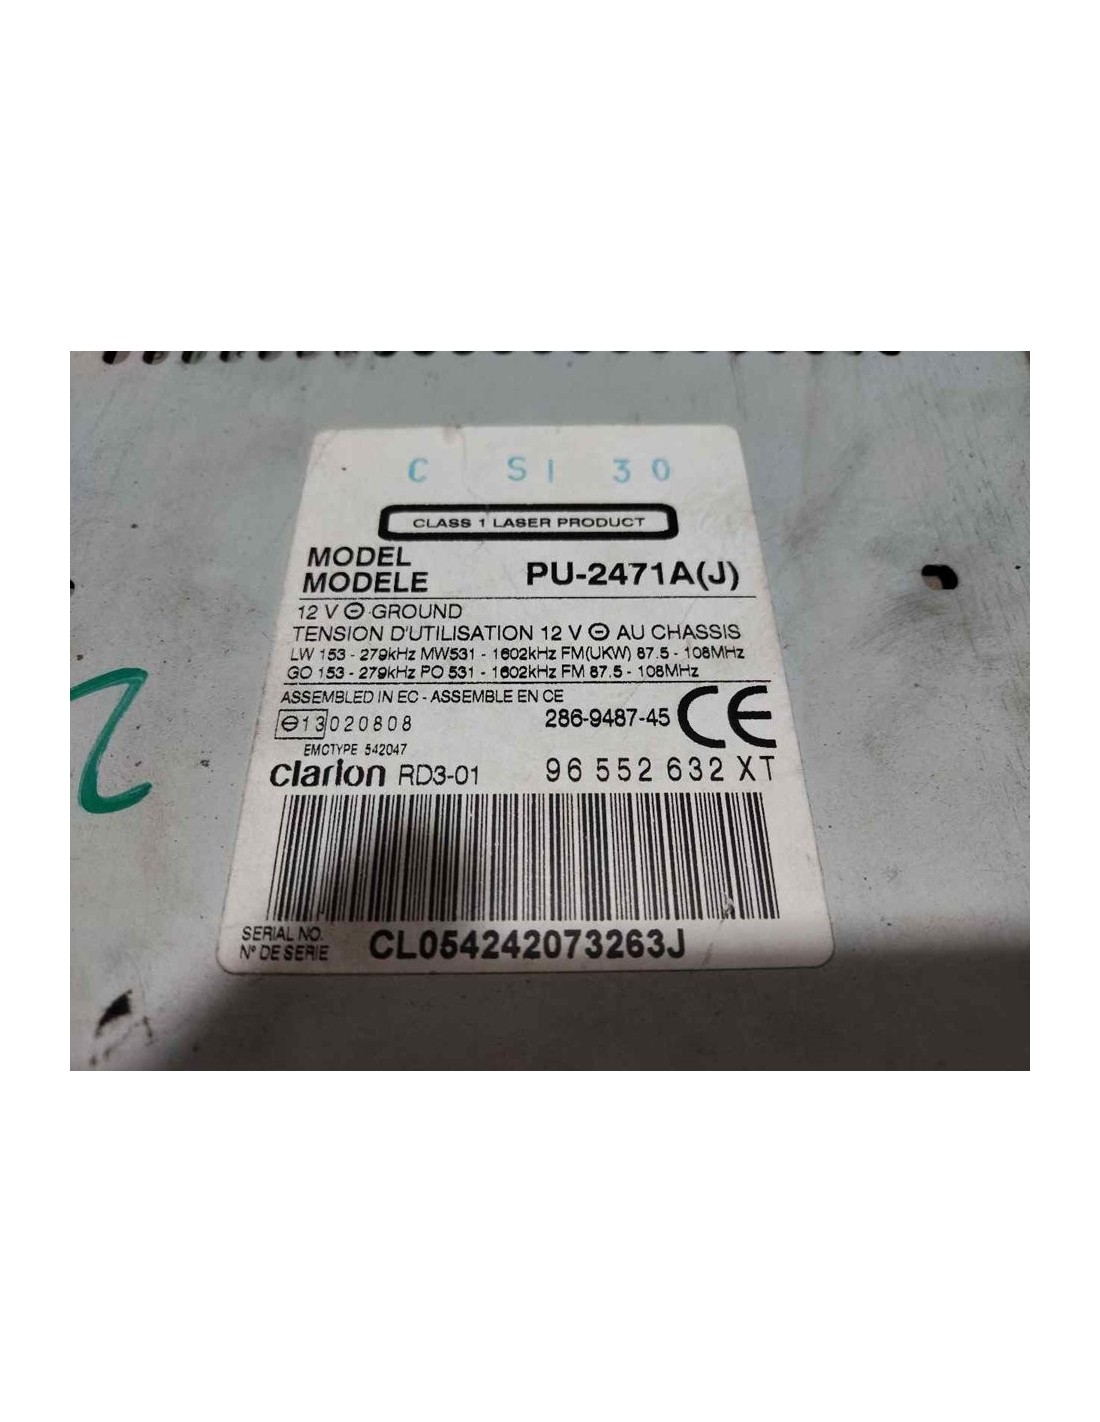 C SI 30
CLASS 1 LASER PRODUCT
MODEL
MODELE PU-2471A(J)
12 V ⊖ GROUND
TENSION D'UTILISATION 12 V ⊖ AU CHASSIS
LW 153 - 279kHz MW531 - 1602kHz FM(UKW) 87.5 - 108MHz
GO 153 - 279kHz PO 531 - 1602kHz FM 87.5 - 108MHz
ASSEMBLED IN EC - ASSEMBLE EN CE
e13 020808 286-9487-45 CE
EMCTYPE 542047
clarion RD3-01 96 552 632 XT
SERIAL NO.
N° DE SERIE CL054242073263J
2